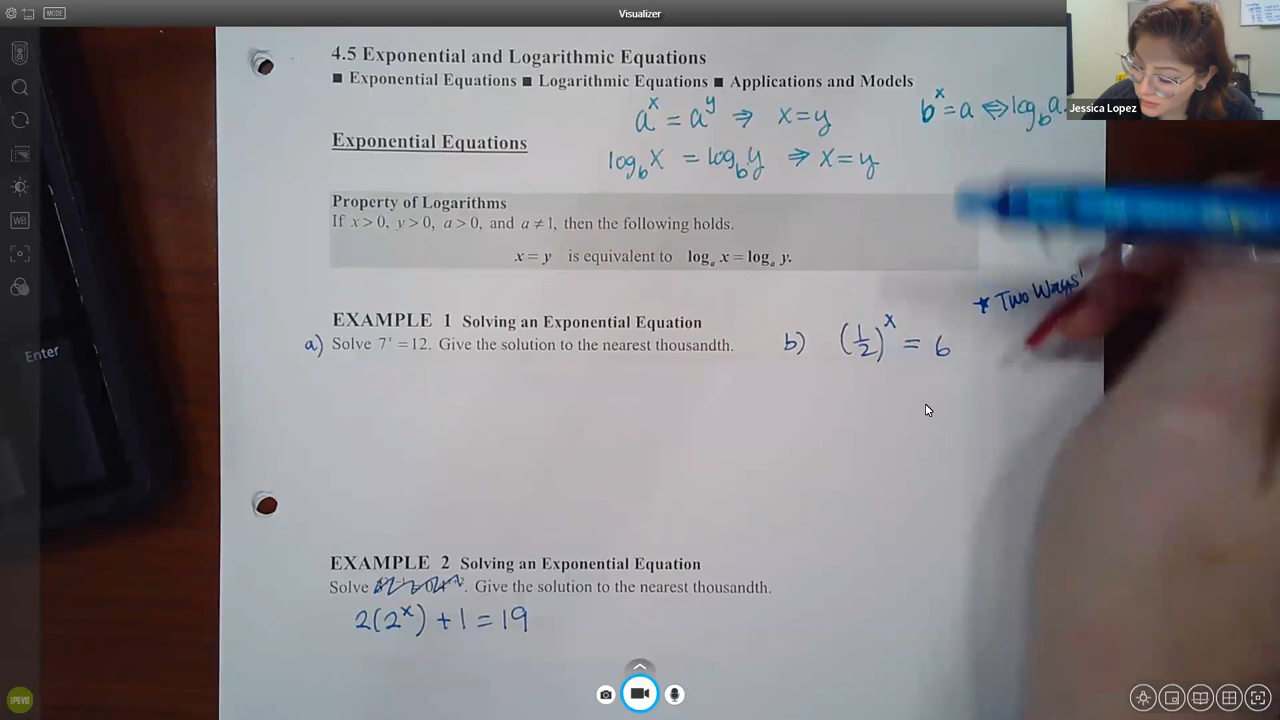 MODE
Visualizer
4.5 Exponential and Logarithmic Equations
■ Exponential Equations ■ Logarithmic Equations ■ Applications and Models
Jessica Lopez
a^x = a^y ⇒ x=y
b^x = a ⇔ log_b a
Exponential Equations
log_b x = log_b y ⇒ x=y
WB
Property of Logarithms
If x > 0, y > 0, a > 0, and a ≠ 1, then the following holds.
x = y is equivalent to log_a x = log_a y.
* Two Ways
EXAMPLE 1 Solving an Exponential Equation
a) Solve 7^x = 12. Give the solution to the nearest thousandth.
b) (1/2)^x = 6
Enter
EXAMPLE 2 Solving an Exponential Equation
Solve . Give the solution to the nearest thousandth.
2(2^x) + 1 = 19
IPEVO